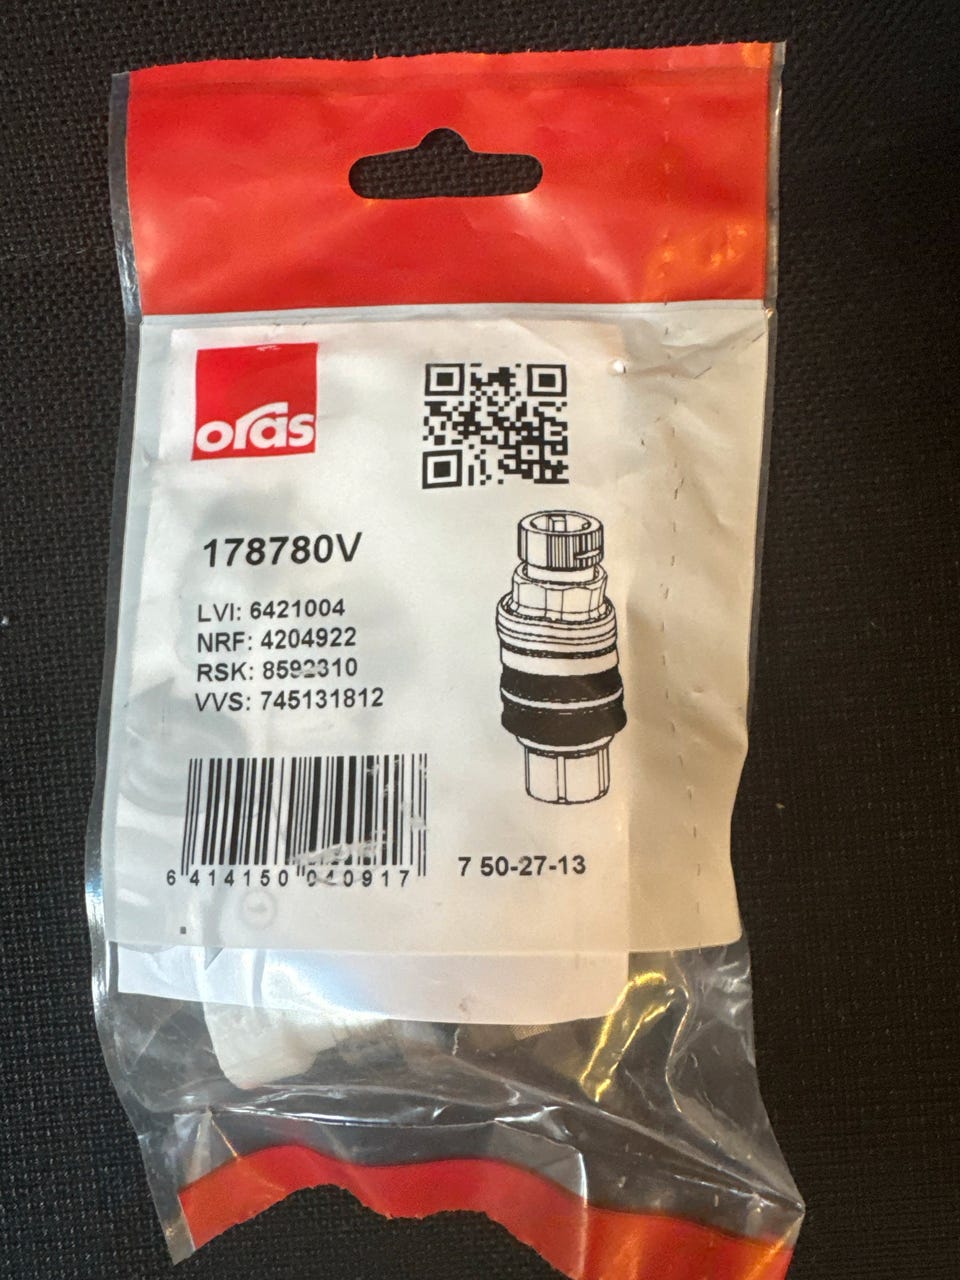 oras
178780V
LVI: 6421004
NRF: 4204922
RSK: 8592310
VVS: 745131812
6 414150 040917
7 50-27-13